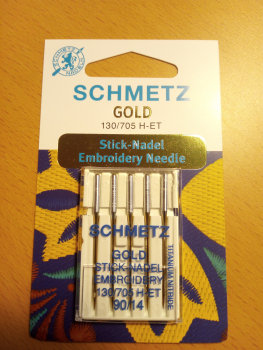 SCHMETZ
GOLD
130/705 H-ET
Stick-Nadel
Embroidery Needle
SCHMETZ
GOLD
STICK-NADEL
EMBROIDERY
130/705 H-ET
90/14
TITANIUM NITRIDE